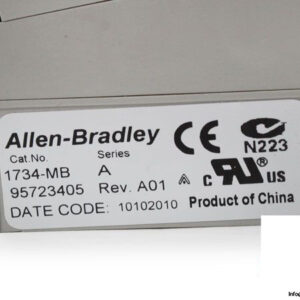 Allen-Bradley
Cat.No. Series
1734-MB A
95723405 Rev. A01
DATE CODE: 10102010
CE
N223
c UR US
Product of China